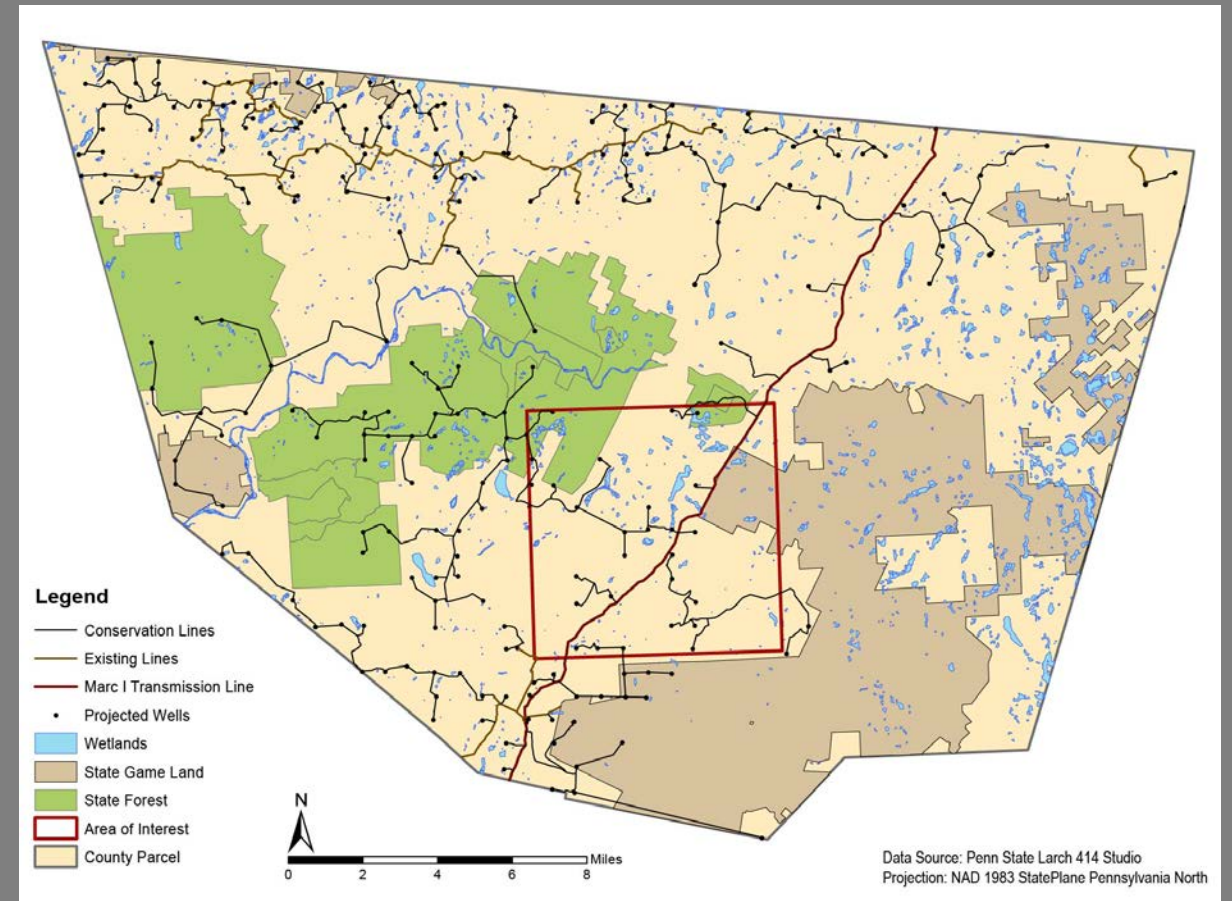 Legend
Conservation Lines
Existing Lines
Marc I Transmission Line
Projected Wells
Wetlands
State Game Land
State Forest
Area of Interest
County Parcel
N
Miles
0 2 4 6 8
Data Source: Penn State Larch 414 Studio
Projection: NAD 1983 StatePlane Pennsylvania North